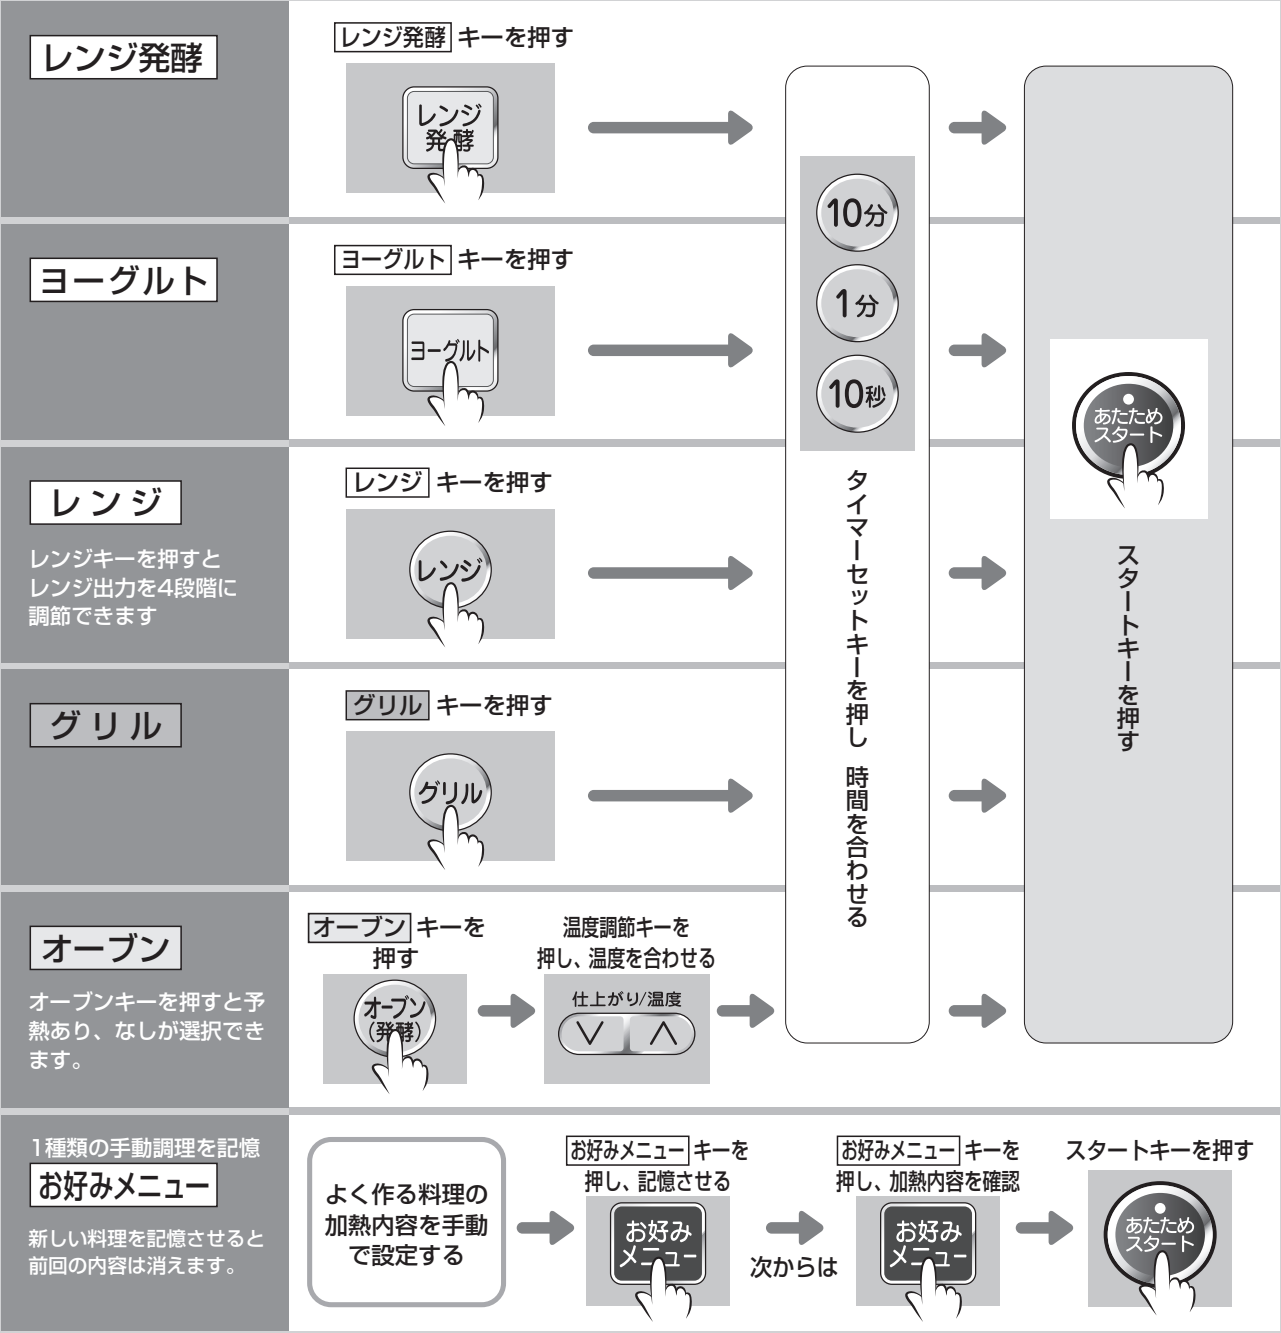 レンジ発酵
レンジ発酵 キーを押す
レンジ
発酵
ヨーグルト
ヨーグルト キーを押す
ヨーグルト
レンジ
レンジキーを押すと
レンジ出力を4段階に
調節できます
レンジ キーを押す
レンジ
グリル
グリル キーを押す
グリル
オーブン
オーブンキーを押すと予
熱あり、なしが選択でき
ます。
オーブン キーを
押す
オーブン
(発酵)
温度調節キーを
押し、温度を合わせる
仕上がり/温度
10分
1分
10秒
タイマーセットキーを押し 時間を合わせる
あたため
スタート
スタートキーを押す
1種類の手動調理を記憶
お好みメニュー
新しい料理を記憶させると
前回の内容は消えます。
よく作る料理の
加熱内容を手動
で設定する
お好みメニュー キーを
押し、記憶させる
お好み
メニュー
次からは
お好みメニュー キーを
押し、加熱内容を確認
お好み
メニュー
スタートキーを押す
あたため
スタート